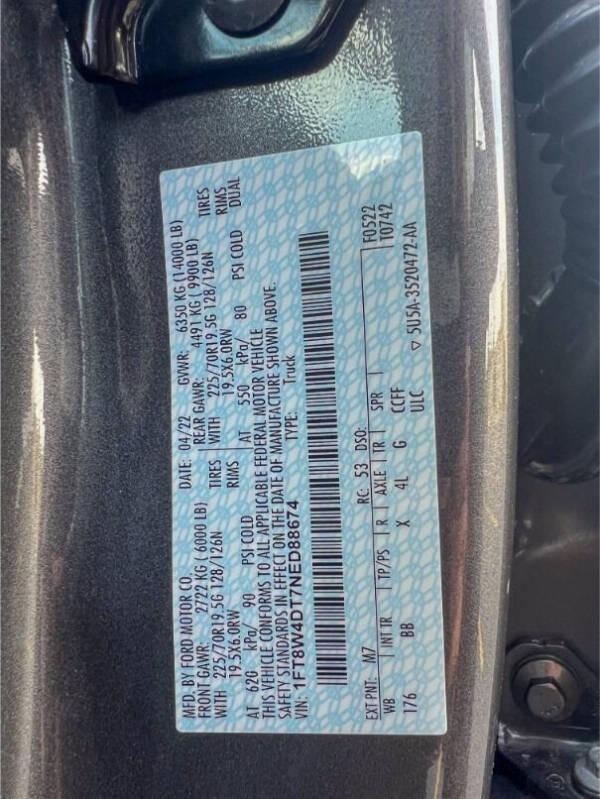 MFD. BY FORD MOTOR CO. DATE: 04/22 GVWR: 6350 KG (14000 LB)
FRONT GAWR: 2722 KG (6000 LB) REAR GAWR: 4491 KG (9900 LB)
WITH 225/70R19.5G 128/126N TIRES WITH 225/70R19.5G 128/126N TIRES
19.5X6.0RW RIMS 19.5X6.0RW RIMS
AT 620 kPa/ 90 PSI COLD AT 550 kPa/ 80 PSI COLD DUAL
THIS VEHICLE CONFORMS TO ALL APPLICABLE FEDERAL MOTOR VEHICLE
SAFETY STANDARDS IN EFFECT ON THE DATE OF MANUFACTURE SHOWN ABOVE.
VIN: 1FT8W4DT7NED88674 TYPE: Truck
F0522
T0742
EXT PNT: M7 RC: 53 DSO:
WB INT TR TP/PS R AXLE TR SPR
176 BB X 4L G CCFF
ULC ▽ 5U5A-3520472-AA